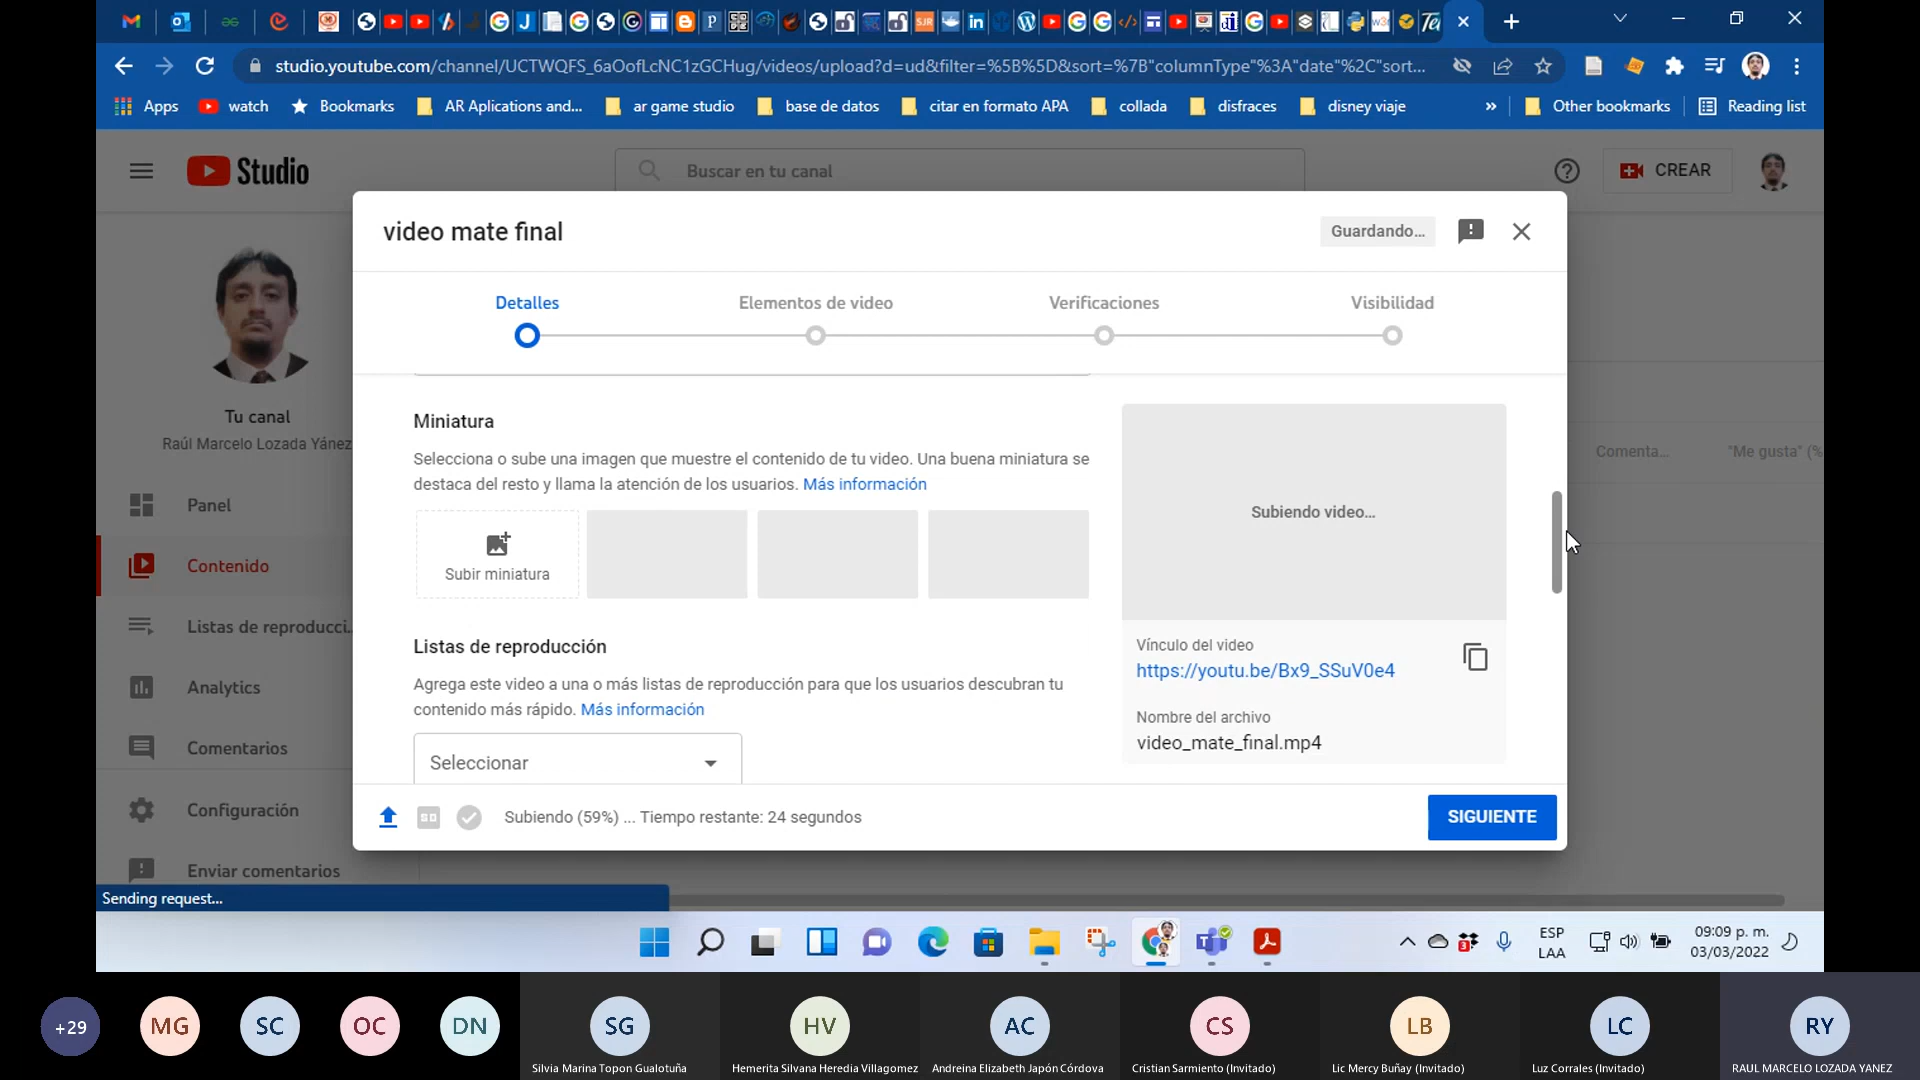 studio.youtube.com/channel/UCTWQFS_6aOofLcNC1zGCHug/videos/upload?d=ud&filter=%5B%5D&sort=%7B"columnType"%3A"date"%2C"sort...
Apps
watch
Bookmarks
AR Aplications and...
ar game studio
base de datos
citar en formato APA
collada
disfraces
disney viaje
»
Other bookmarks
Reading list
Studio
Buscar en tu canal
CREAR
video mate final
Guardando...
Detalles
Elementos de video
Verificaciones
Visibilidad
Tu canal
Raúl Marcelo Lozada Yánez
Panel
Contenido
Listas de reproducci...
Analytics
Comentarios
Configuración
Enviar comentarios
Miniatura
Selecciona o sube una imagen que muestre el contenido de tu video. Una buena miniatura se
destaca del resto y llama la atención de los usuarios. Más información
Subir miniatura
Listas de reproducción
Agrega este video a una o más listas de reproducción para que los usuarios descubran tu
contenido más rápido. Más información
Seleccionar
Subiendo video...
Vínculo del video
https://youtu.be/Bx9_SSuV0e4
Nombre del archivo
video_mate_final.mp4
Comenta...
"Me gusta" (%
Subiendo (59%) ... Tiempo restante: 24 segundos
SIGUIENTE
Sending request...
ESP
LAA
09:09 p. m.
03/03/2022
+29
MG
SC
OC
DN
SG
HV
AC
CS
LB
LC
RY
Silvia Marina Topon Gualotuña
Hemerita Silvana Heredia Villagomez
Andreina Elizabeth Japón Córdova
Cristian Sarmiento (Invitado)
Lic Mercy Buñay (Invitado)
Luz Corrales (Invitado)
RAUL MARCELO LOZADA YANEZ